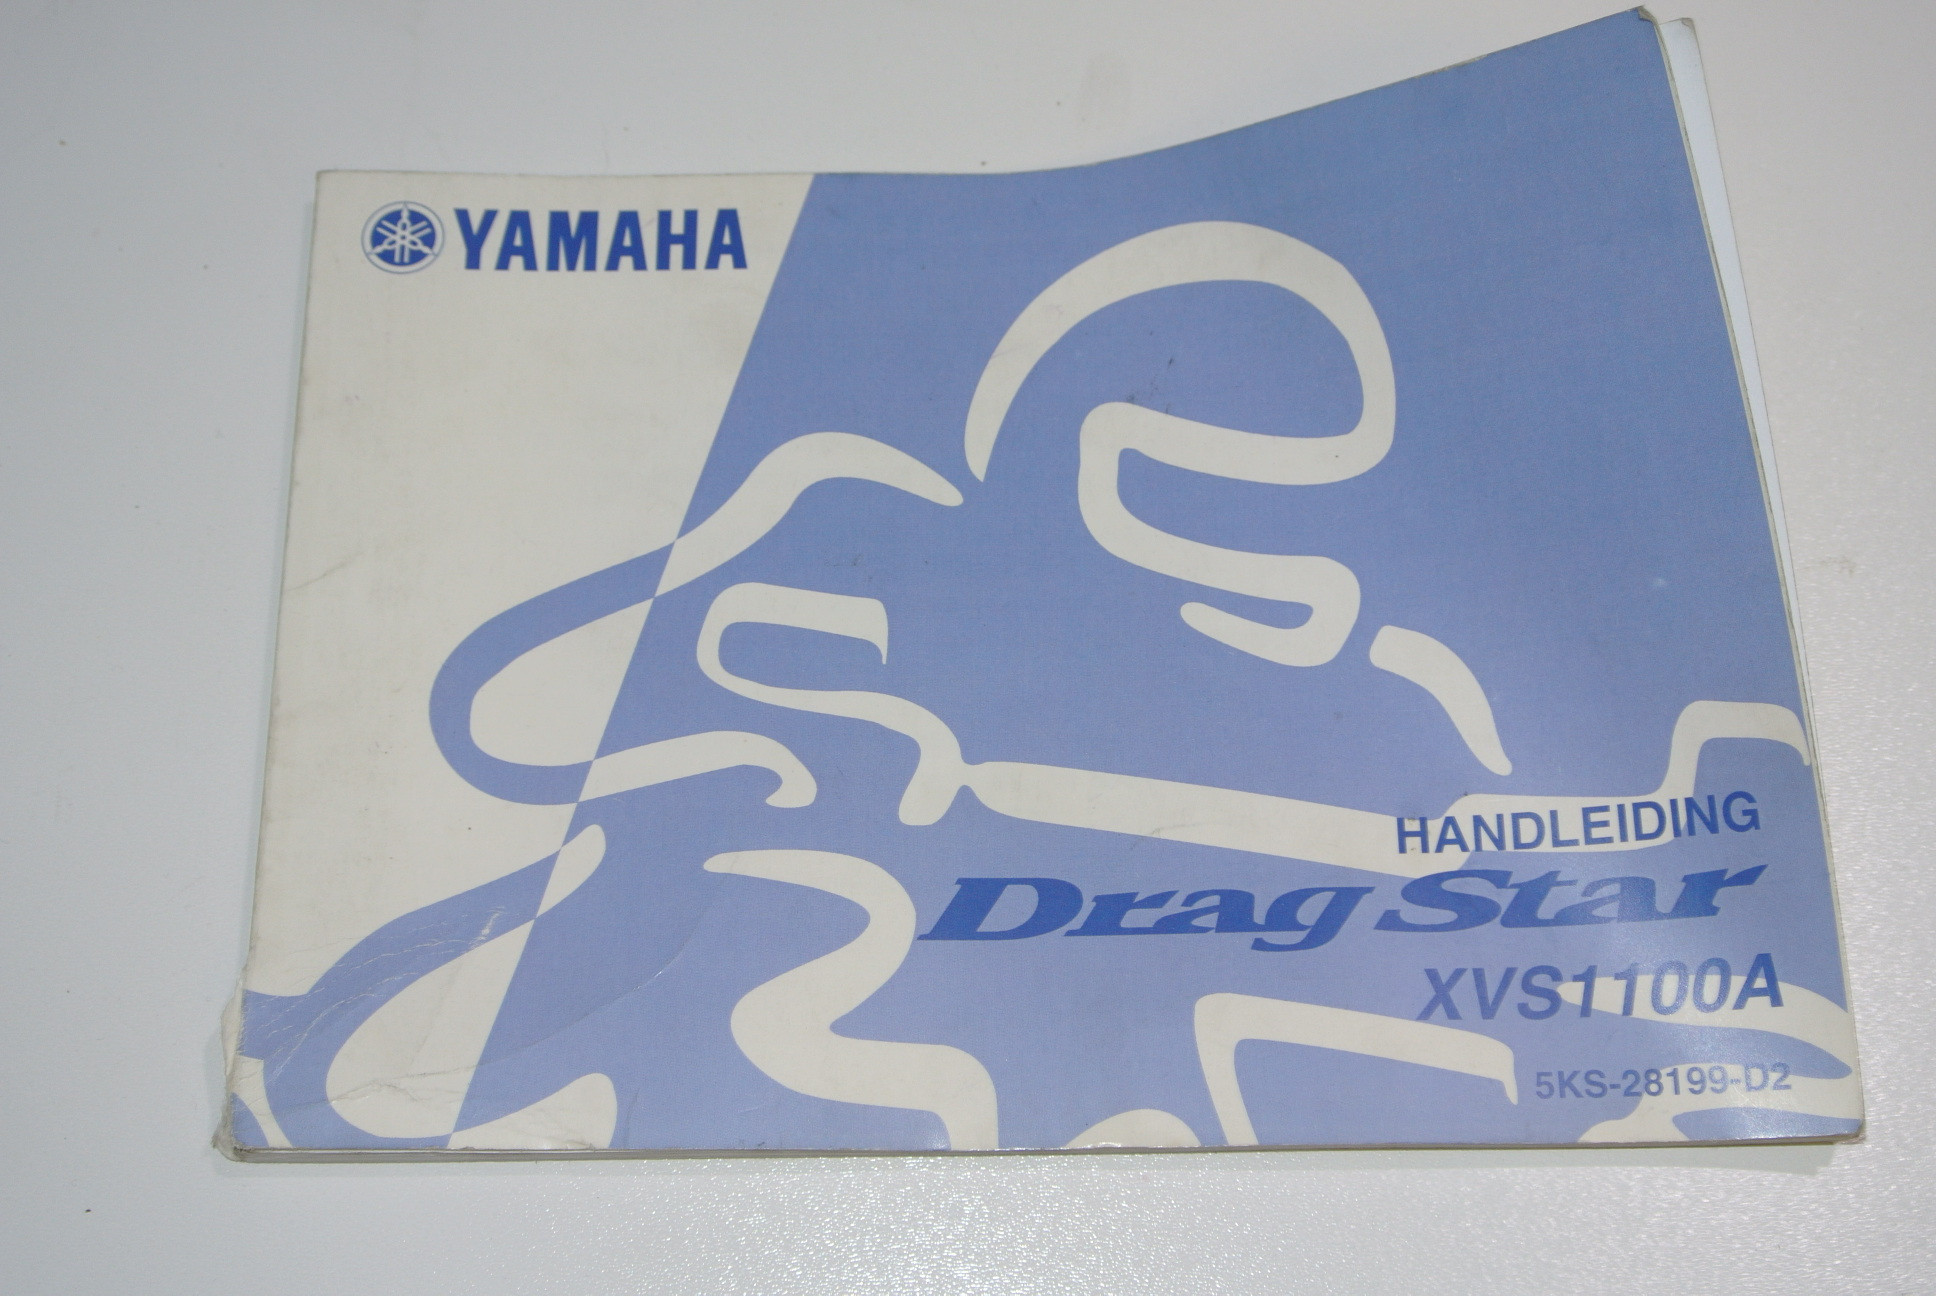 YAMAHA
HANDLEIDING
Drag Star
XVS1100A
5KS-28199-D2